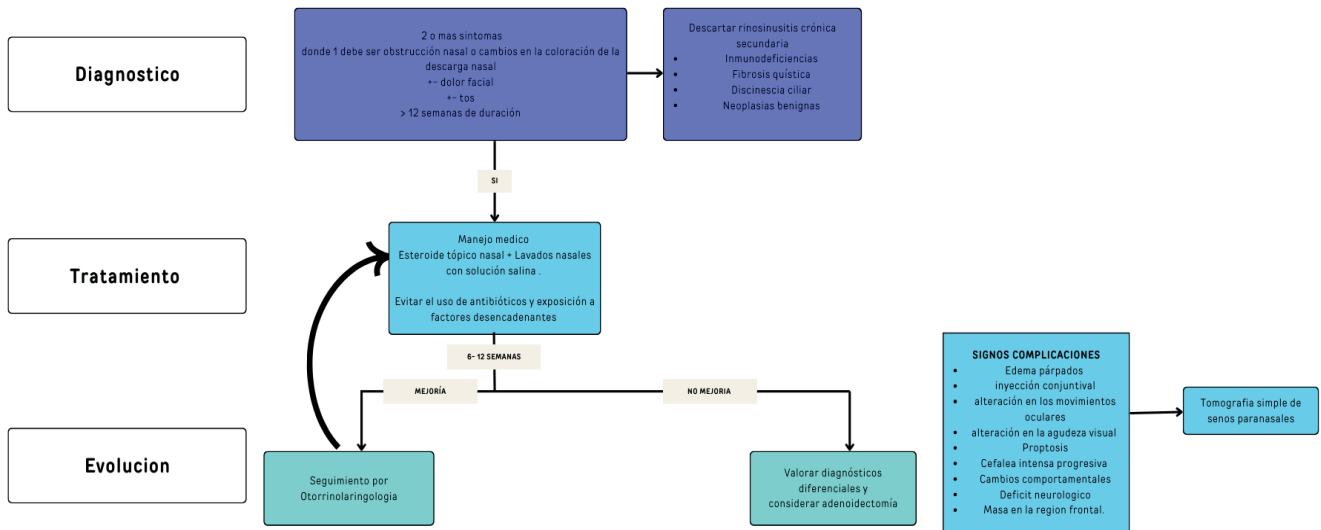 Diagnostico
2 o mas sintomas
donde 1 debe ser obstrucción nasal o cambios en la coloración de la
descarga nasal
+- dolor facial
+- tos
> 12 semanas de duración
Descartar rinosinusitis crónica
secundaria
• Inmunodeficiencias
• Fibrosis quística
• Discinescia ciliar
• Neoplasias benignas
SI
Tratamiento
Manejo medico
Esteroide tópico nasal + Lavados nasales
con solución salina .
Evitar el uso de antibióticos y exposición a
factores desencadenantes
6- 12 SEMANAS
MEJORÍA
NO MEJORIA
Evolucion
Seguimiento por
Otorrinolaringologia
Valorar diagnósticos
diferenciales y
considerar adenoidectomía
SIGNOS COMPLICACIONES
• Edema párpados
• inyección conjuntival
• alteración en los movimientos
oculares
• alteración en la agudeza visual
• Proptosis
• Cefalea intensa progresiva
• Cambios comportamentales
• Deficit neurologico
• Masa en la region frontal.
Tomografia simple de
senos paranasales